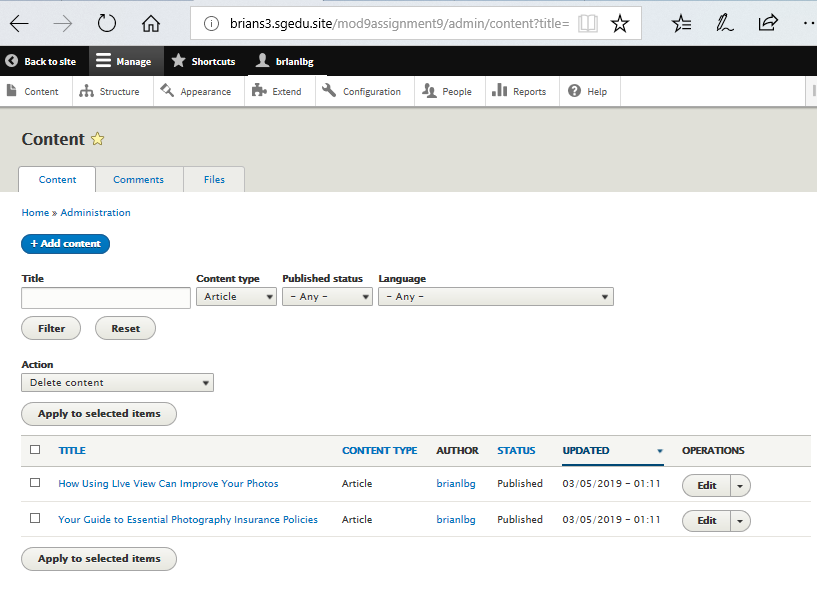 brians3.sgedu.site/mod9assignment9/admin/content?title=
Back to site Manage Shortcuts brianlbg
Content Structure Appearance Extend Configuration People Reports Help
Content
Content Comments Files
Home » Administration
+ Add content
Title Content type Published status Language
Article - Any - - Any -
Filter Reset
Action
Delete content
Apply to selected items
TITLE CONTENT TYPE AUTHOR STATUS UPDATED OPERATIONS
How Using LIve View Can Improve Your Photos Article brianlbg Published 03/05/2019 - 01:11 Edit
Your Guide to Essential Photography Insurance Policies Article brianlbg Published 03/05/2019 - 01:11 Edit
Apply to selected items